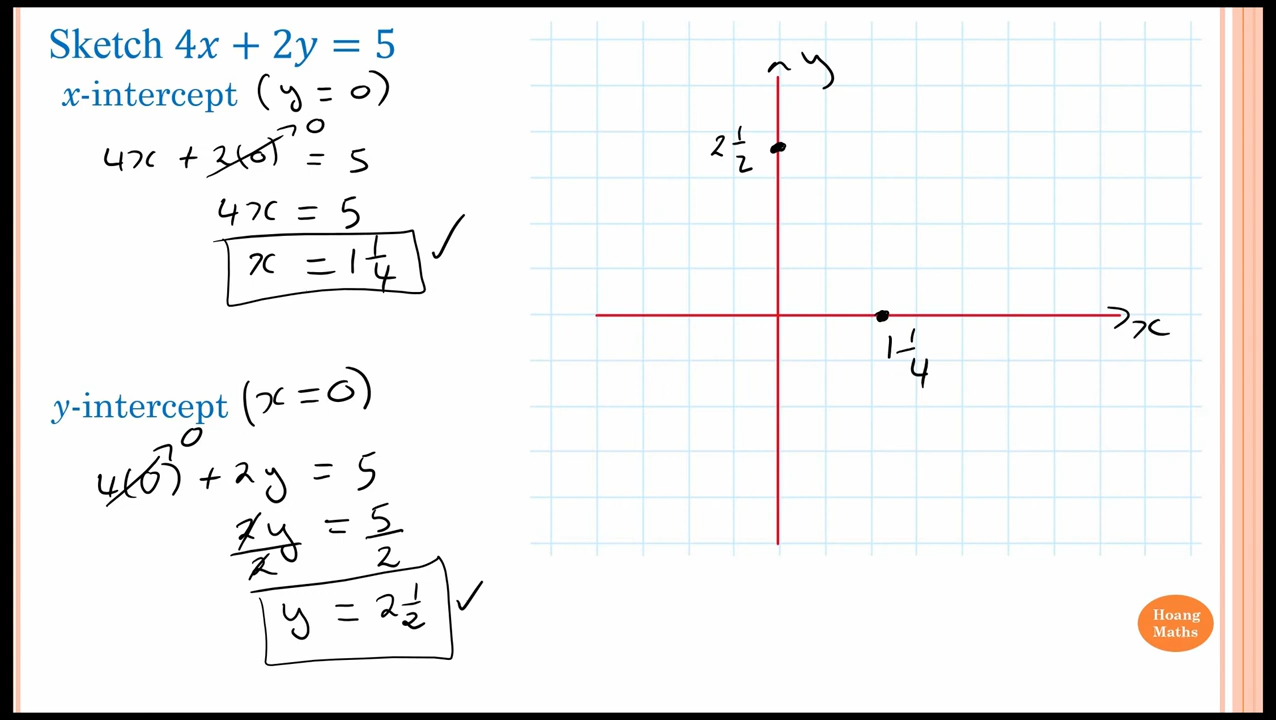 Sketch 4x + 2y = 5
x-intercept (y = 0)
4x + 2(0) → 0 = 5
4x = 5
x = 1 1/4 ✓
y-intercept (x = 0)
4(0) → 0 + 2y = 5
2y/2 = 5/2
y = 2 1/2 ✓
y
2 1/2
x
1 1/4
Hoang
Maths